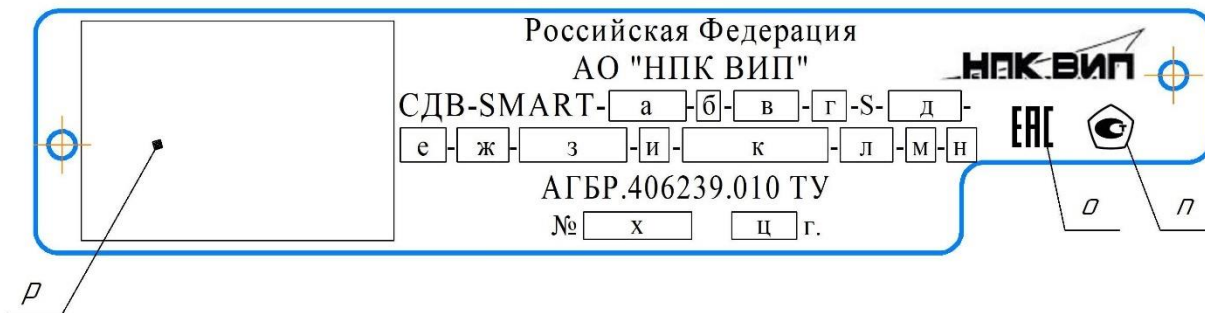 Российская Федерация
АО "НПК ВИП"
НПК ВИП
СДВ-SMART-а-б-в-г-S-д-
е-ж-з-и-к-л-м-н
ЕАС
АГБР.406239.010 ТУ
№ х ц г.
о
п
р